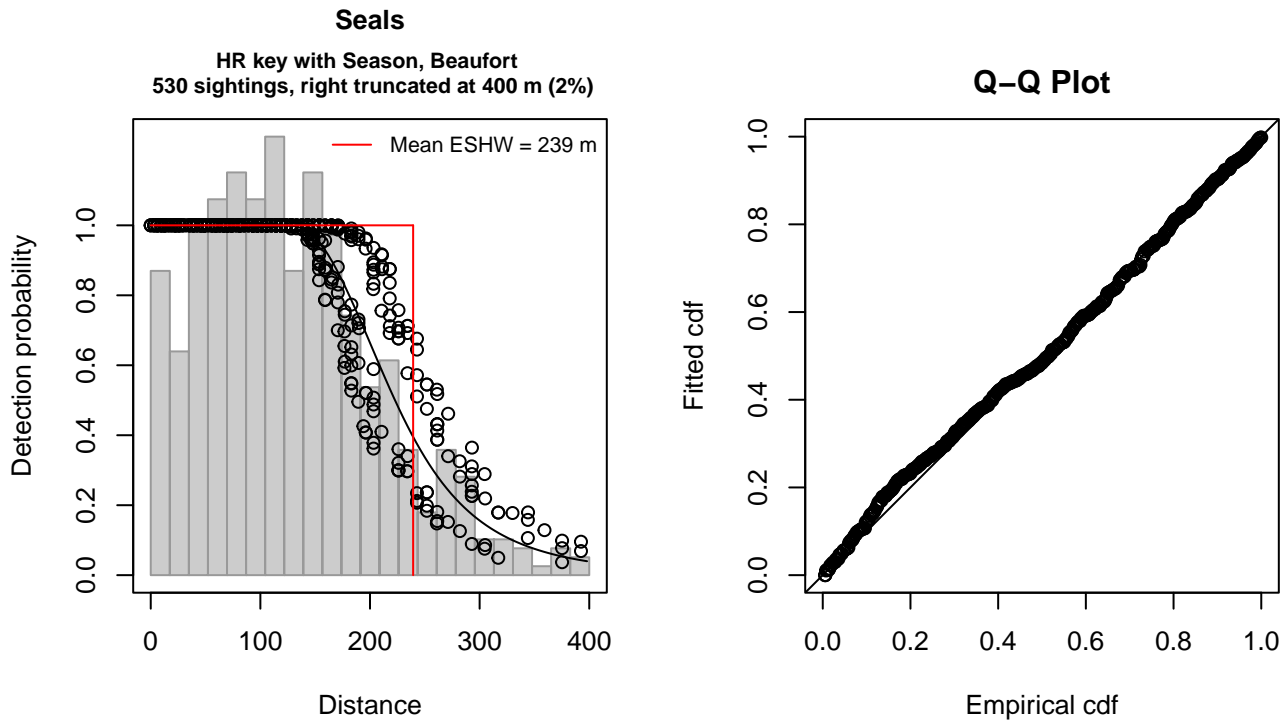 Seals
HR key with Season, Beaufort
530 sightings, right truncated at 400 m (2%)
Mean ESHW = 239 m
Detection probability
0.0 0.2 0.4 0.6 0.8 1.0
0 100 200 300 400
Distance
Q−Q Plot
Fitted cdf
0.0 0.2 0.4 0.6 0.8 1.0
0.0 0.2 0.4 0.6 0.8 1.0
Empirical cdf